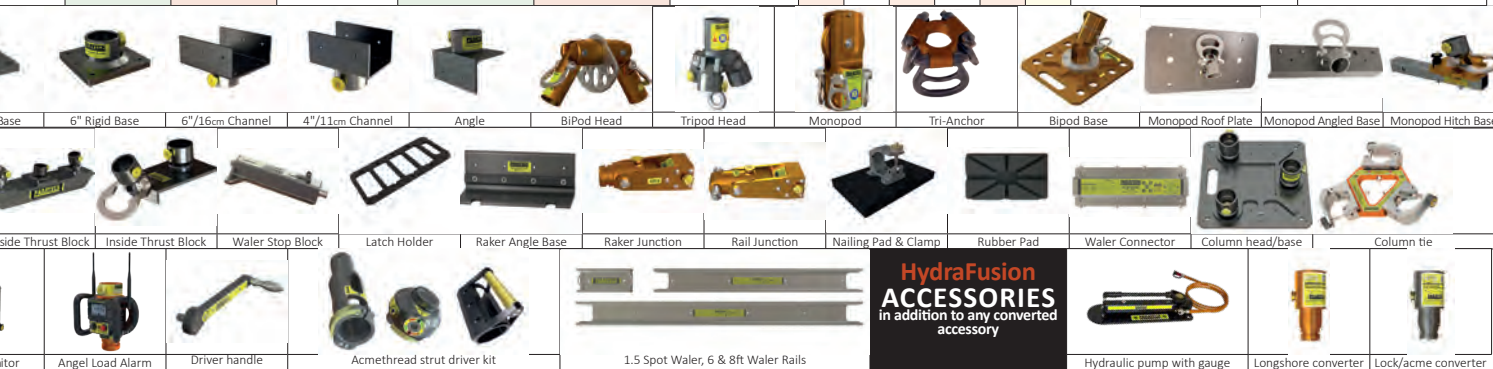 Base
6" Rigid Base
6"/16cm Channel
4"/11cm Channel
Angle
BiPod Head
Tripod Head
Monopod
Tri-Anchor
Bipod Base
Monopod Roof Plate
Monopod Angled Base
Monopod Hitch Base
side Thrust Block
Inside Thrust Block
Waler Stop Block
Latch Holder
Raker Angle Base
Raker Junction
Rail Junction
Nailing Pad & Clamp
Rubber Pad
Waler Connector
Column head/base
Column tie
HydraFusion
ACCESSORIES
in addition to any converted
accessory
itor
Angel Load Alarm
Driver handle
Acmethread strut driver kit
1.5 Spot Waler, 6 & 8ft Waler Rails
Hydraulic pump with gauge
Longshore converter
Lock/acme converter